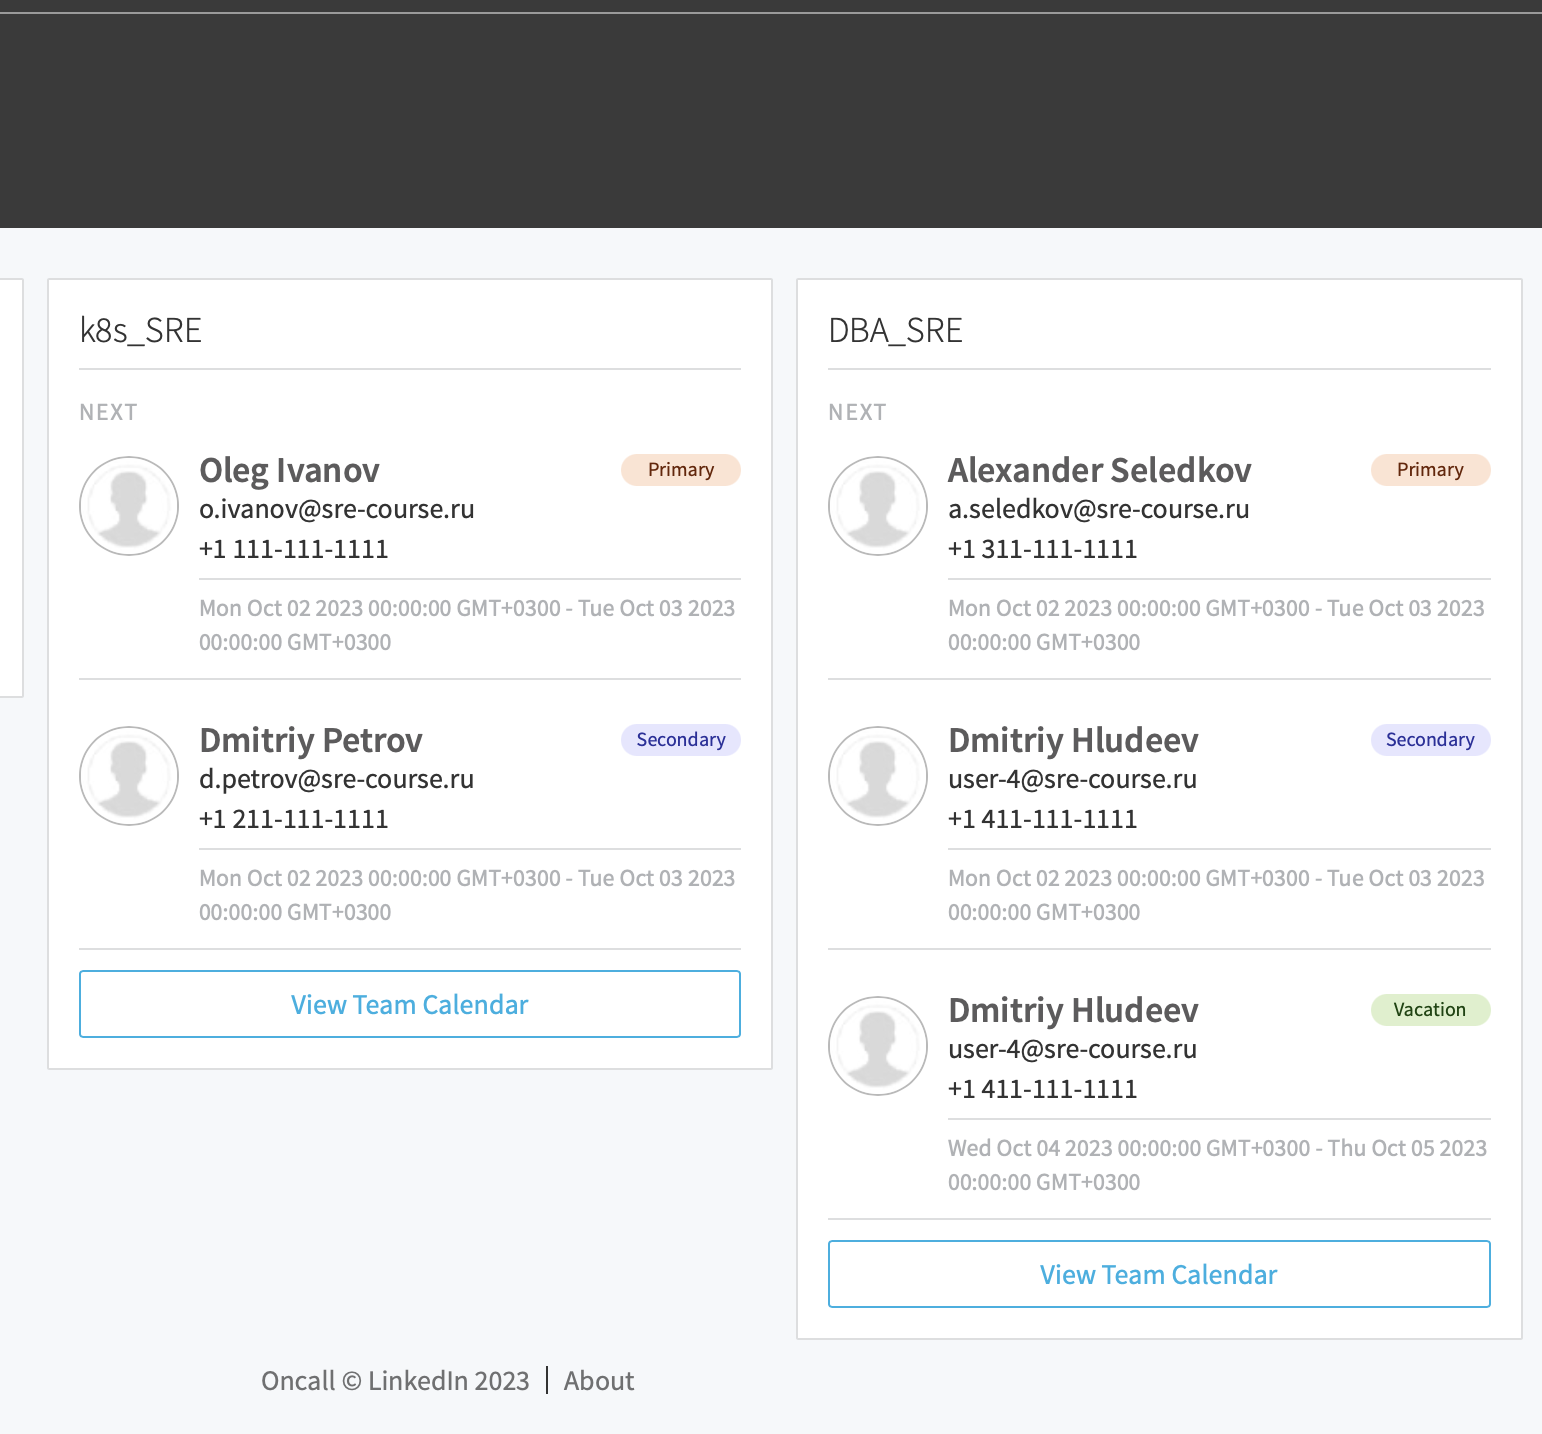 k8s_SRE
NEXT
Oleg Ivanov
Primary
o.ivanov@sre-course.ru
+1 111-111-1111
Mon Oct 02 2023 00:00:00 GMT+0300 - Tue Oct 03 2023
00:00:00 GMT+0300
Dmitriy Petrov
Secondary
d.petrov@sre-course.ru
+1 211-111-1111
Mon Oct 02 2023 00:00:00 GMT+0300 - Tue Oct 03 2023
00:00:00 GMT+0300
View Team Calendar
DBA_SRE
NEXT
Alexander Seledkov
Primary
a.seledkov@sre-course.ru
+1 311-111-1111
Mon Oct 02 2023 00:00:00 GMT+0300 - Tue Oct 03 2023
00:00:00 GMT+0300
Dmitriy Hludeev
Secondary
user-4@sre-course.ru
+1 411-111-1111
Mon Oct 02 2023 00:00:00 GMT+0300 - Tue Oct 03 2023
00:00:00 GMT+0300
Dmitriy Hludeev
Vacation
user-4@sre-course.ru
+1 411-111-1111
Wed Oct 04 2023 00:00:00 GMT+0300 - Thu Oct 05 2023
00:00:00 GMT+0300
View Team Calendar
Oncall © LinkedIn 2023 | About